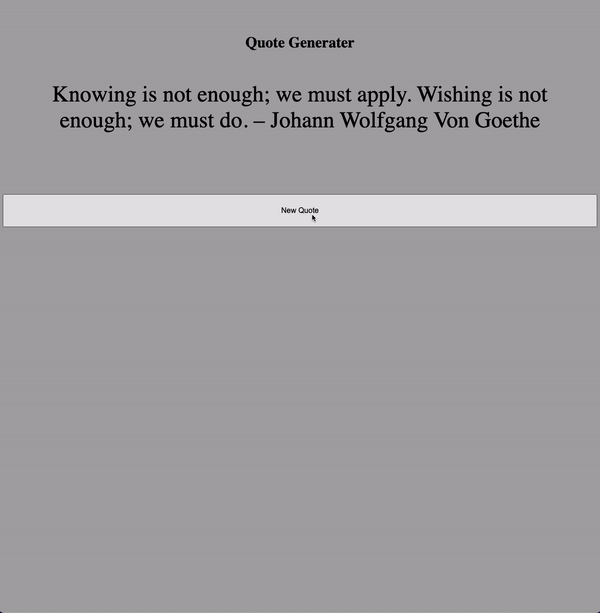 Quote Generater
Knowing is not enough; we must apply. Wishing is not
enough; we must do. – Johann Wolfgang Von Goethe
New Quote